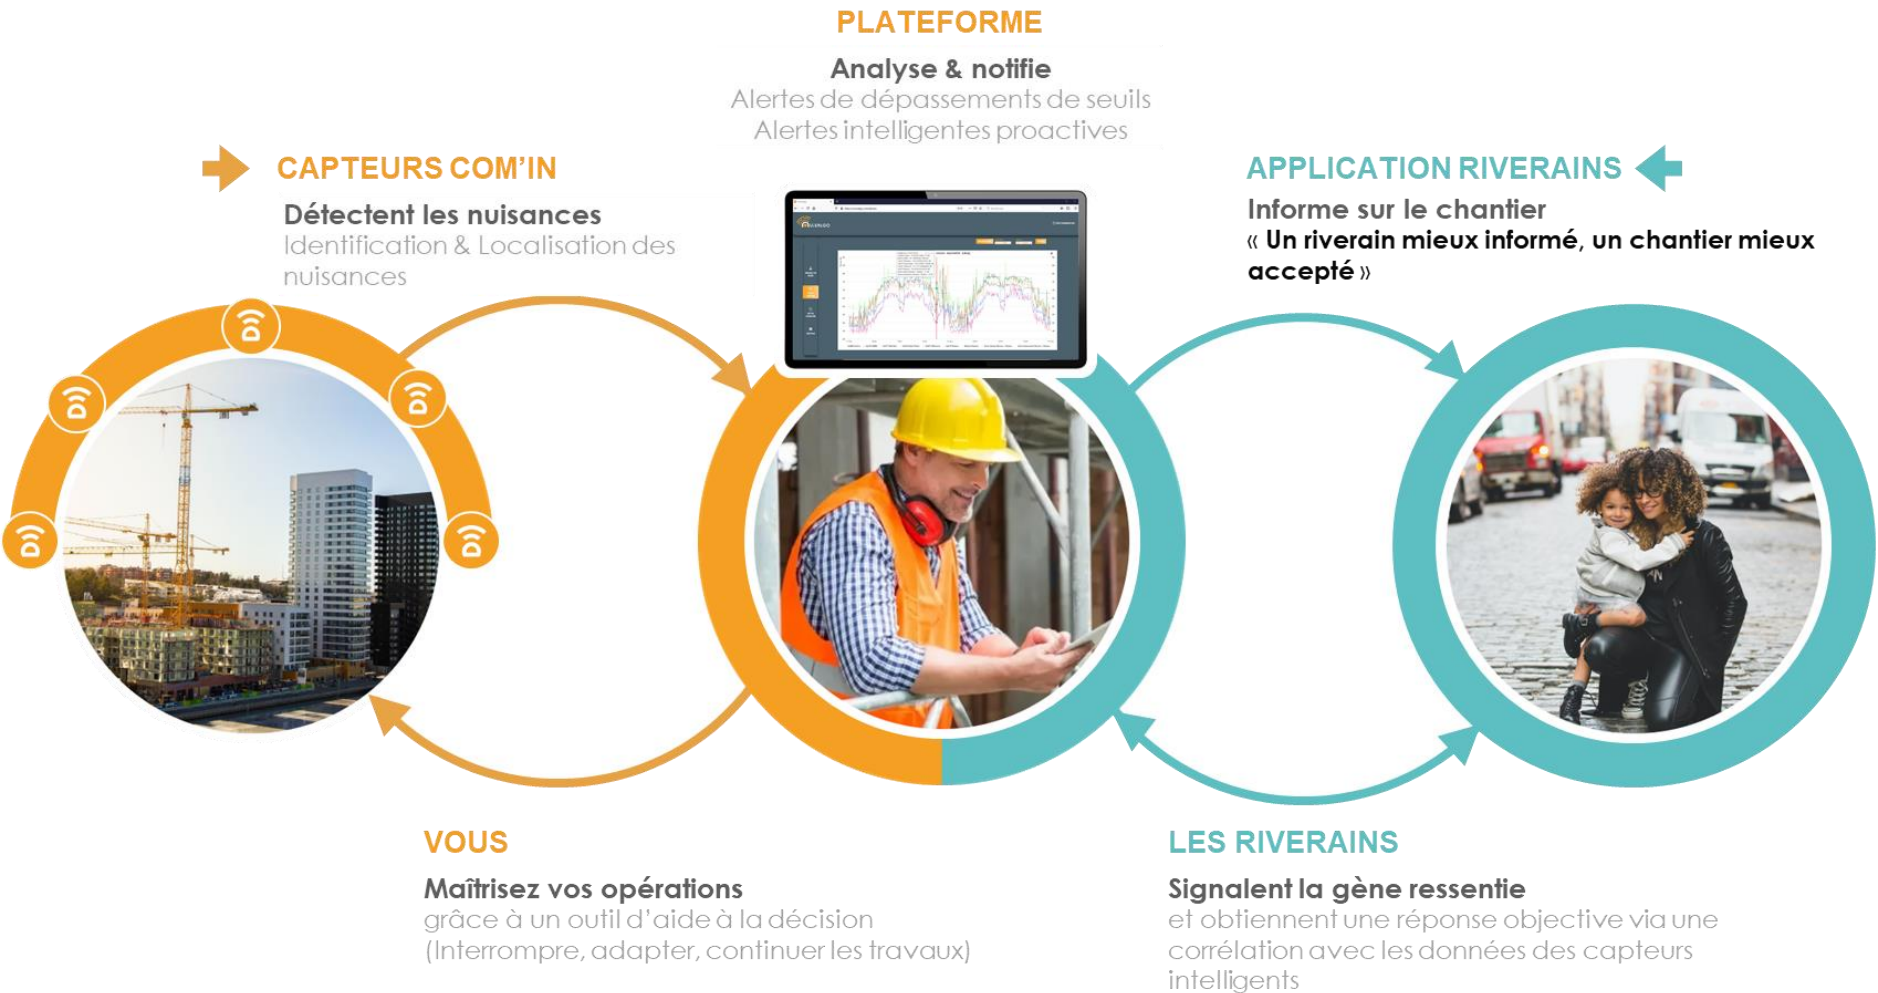 PLATEFORME
Analyse & notifie
Alertes de dépassements de seuils
Alertes intelligentes proactives
CAPTEURS COM’IN
Détectent les nuisances
Identification & Localisation des
nuisances
APPLICATION RIVERAINS
Informe sur le chantier
« Un riverain mieux informé, un chantier mieux
accepté »
VOUS
Maîtrisez vos opérations
grâce à un outil d’aide à la décision
(Interrompre, adapter, continuer les travaux)
LES RIVERAINS
Signalent la gène ressentie
et obtiennent une réponse objective via une
corrélation avec les données des capteurs
intelligents